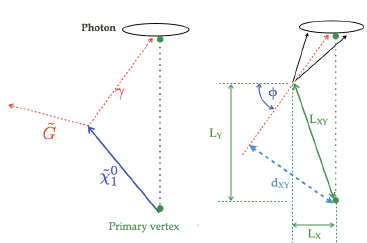 Photon
γ
G̃
χ̃⁰₁
Primary vertex
ϕ
L_Y
L_XY
d_XY
L_X